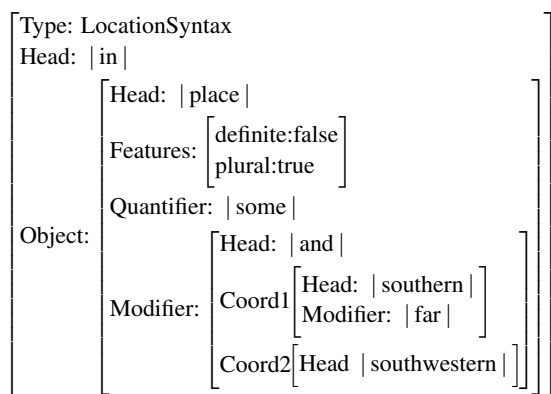 Type: LocationSyntax
Head: | in |
Object:
Head: | place |
Features:
definite:false
plural:true
Quantifier: | some |
Modifier:
Head: | and |
Coord1
Head: | southern |
Modifier: | far |
Coord2
Head | southwestern |